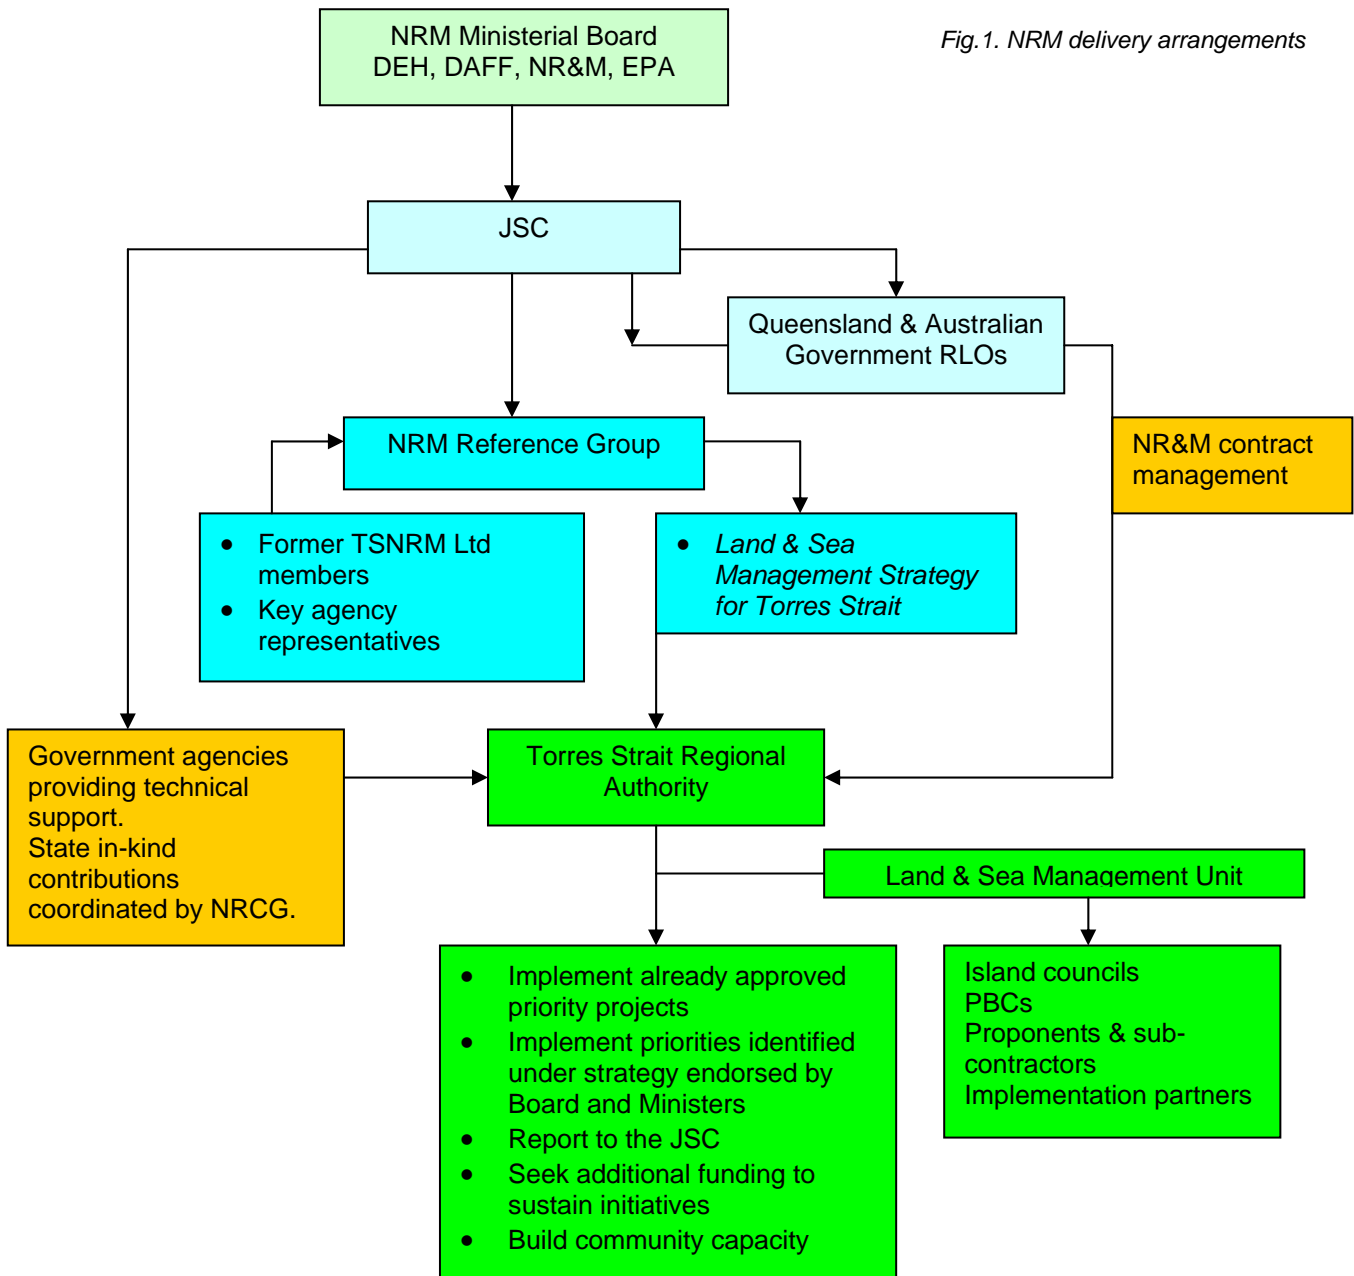 NRM Ministerial Board
DEH, DAFF, NR&M, EPA
Fig.1. NRM delivery arrangements
JSC
Queensland & Australian
Government RLOs
NRM Reference Group
NR&M contract
management
• Former TSNRM Ltd
members
• Key agency
representatives
• Land & Sea
Management Strategy
for Torres Strait
Government agencies
providing technical
support.
State in-kind
contributions
coordinated by NRCG.
Torres Strait Regional
Authority
Land & Sea Management Unit
• Implement already approved
priority projects
• Implement priorities identified
under strategy endorsed by
Board and Ministers
• Report to the JSC
• Seek additional funding to
sustain initiatives
• Build community capacity
Island councils
PBCs
Proponents & sub-
contractors
Implementation partners